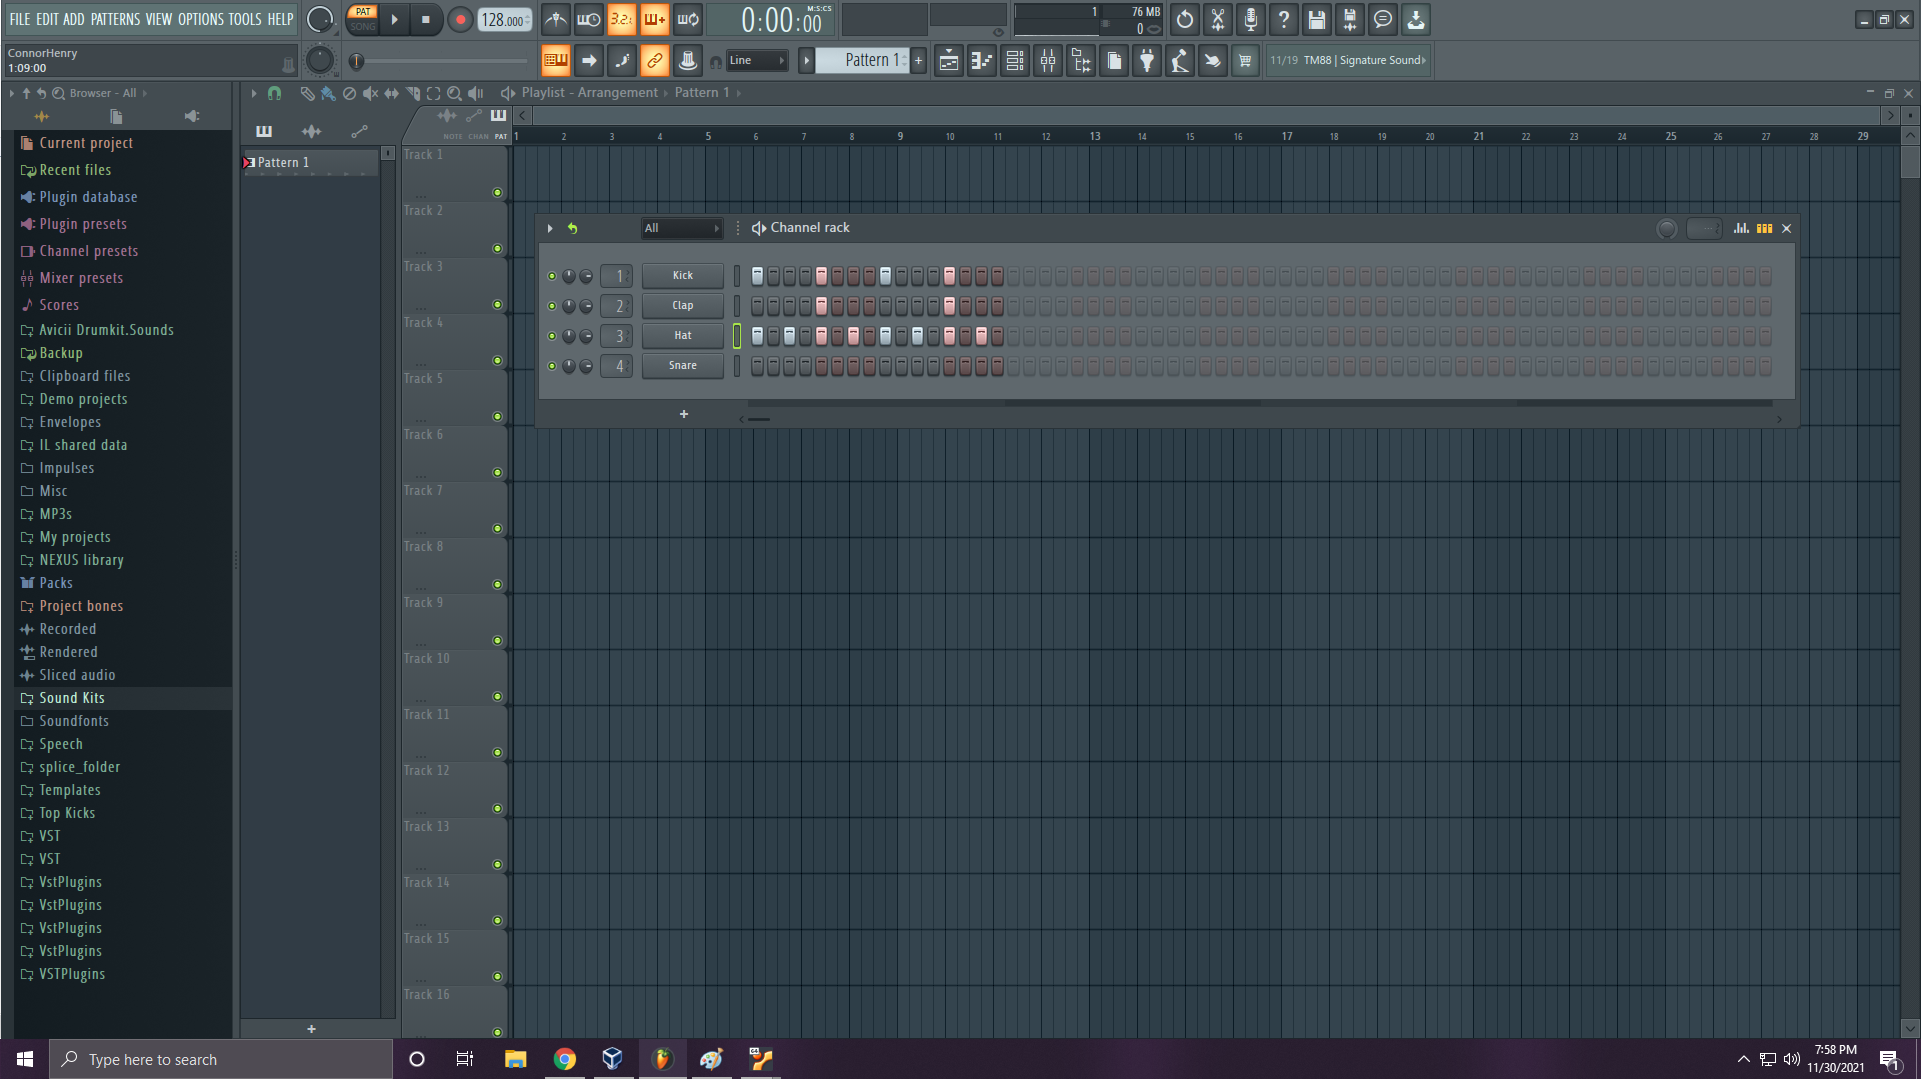 FILE EDIT ADD PATTERNS VIEW OPTIONS TOOLS HELP
PAT
SONG
128.000
3.2.
0:00:00
M:S:CS
1
76 MB
0
ConnorHenry
1:09:00
Line
Pattern 1
+
11/19 TM88 | Signature Sound
Browser - All
Playlist - Arrangement › Pattern 1
NOTE CHAN PAT
1 2 3 4 5 6 7 8 9 10 11 12 13 14 15 16 17 18 19 20 21 22 23 24 25 26 27 28 29
Current project
Recent files
Plugin database
Plugin presets
Channel presets
Mixer presets
Scores
Avicii Drumkit.Sounds
Backup
Clipboard files
Demo projects
Envelopes
IL shared data
Impulses
Misc
MP3s
My projects
NEXUS library
Packs
Project bones
Recorded
Rendered
Sliced audio
Sound Kits
Soundfonts
Speech
splice_folder
Templates
Top Kicks
VST
VST
VstPlugins
VstPlugins
VstPlugins
VstPlugins
VSTPlugins
Pattern 1
+
Track 1
Track 2
Track 3
Track 4
Track 5
Track 6
Track 7
Track 8
Track 9
Track 10
Track 11
Track 12
Track 13
Track 14
Track 15
Track 16
All
Channel rack
1 Kick
2 Clap
3 Hat
4 Snare
+
Type here to search
7:58 PM
11/30/2021
1